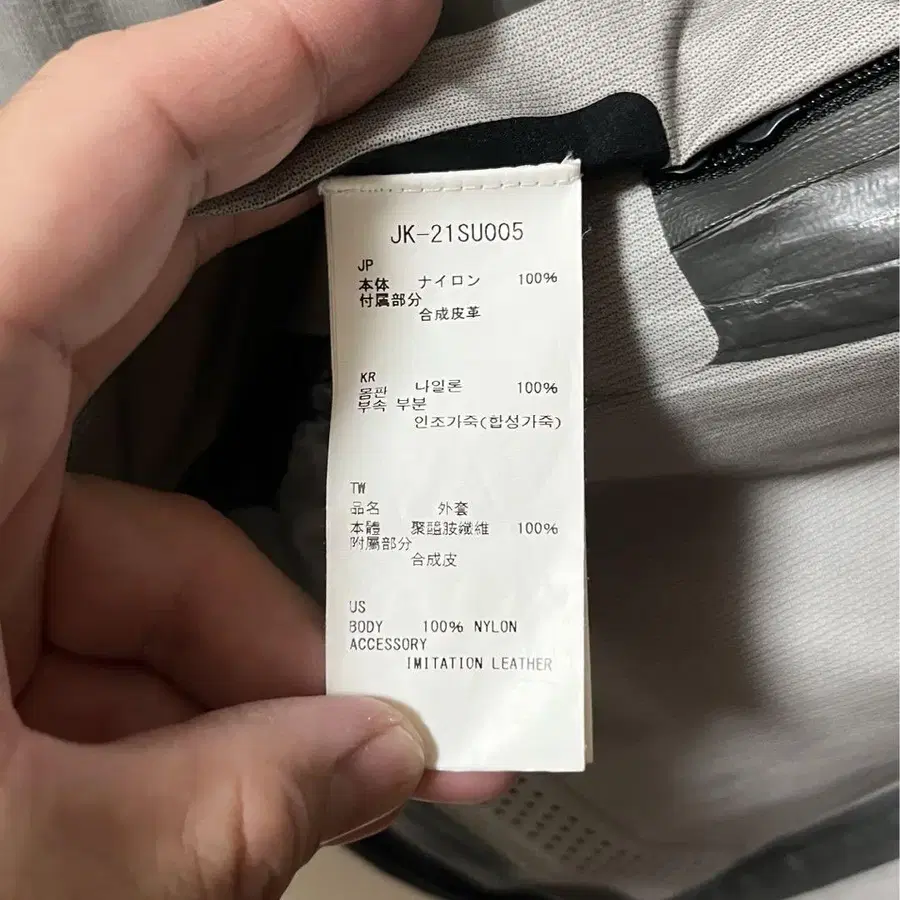 JK-21SU005
JP
本体 ナイロン 100%
付属部分
合成皮革
KR
몸판 나일론 100%
부속 부분
인조가죽(합성가죽)
TW
品名 外套
本體 聚醯胺纖維 100%
附屬部分
合成皮
US
BODY 100% NYLON
ACCESSORY
IMITATION LEATHER